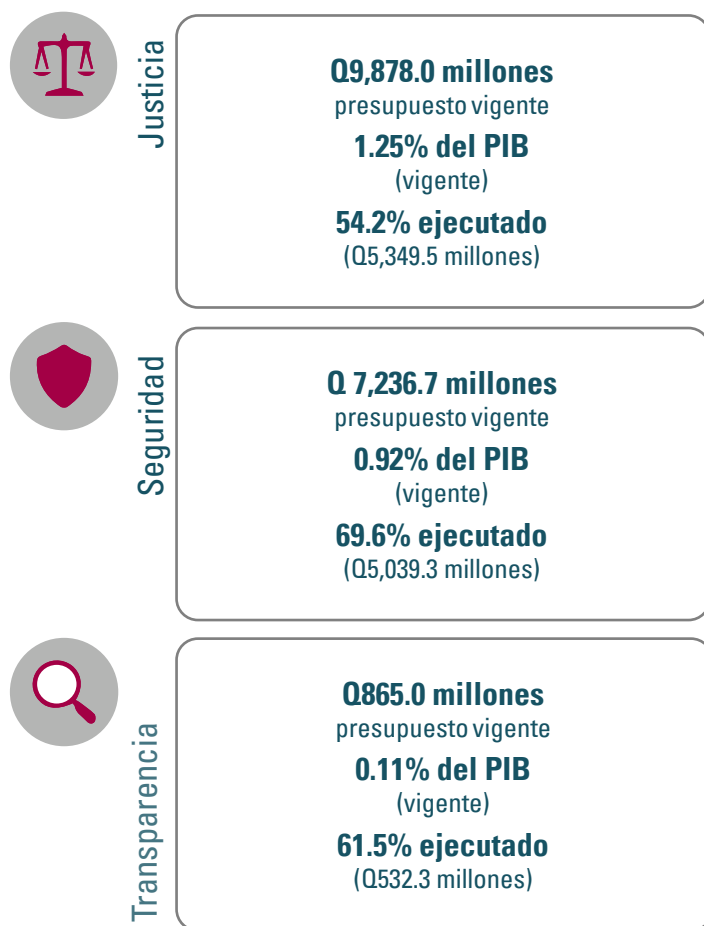 Justicia
Q9,878.0 millones
presupuesto vigente
1.25% del PIB
(vigente)
54.2% ejecutado
(Q5,349.5 millones)
Seguridad
Q 7,236.7 millones
presupuesto vigente
0.92% del PIB
(vigente)
69.6% ejecutado
(Q5,039.3 millones)
Transparencia
Q865.0 millones
presupuesto vigente
0.11% del PIB
(vigente)
61.5% ejecutado
(Q532.3 millones)